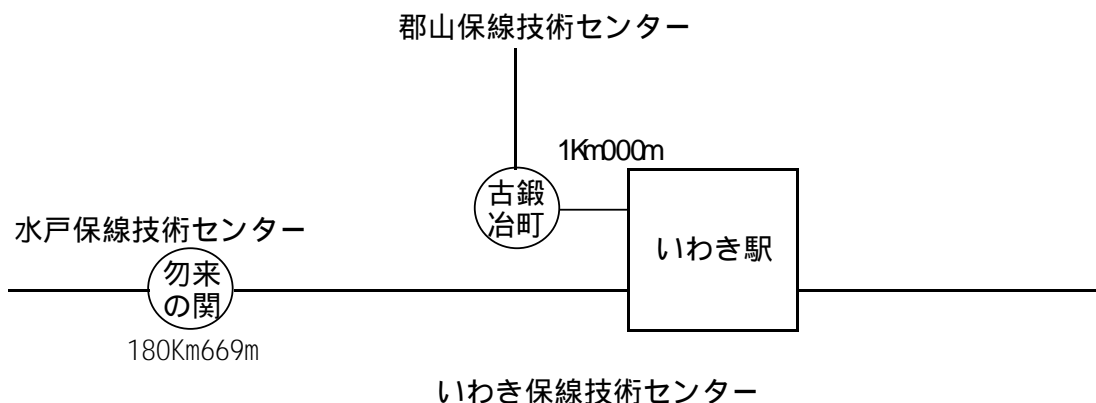 郡山保線技術センター
1Km000m
古鍛
冶町
いわき駅
水戸保線技術センター
勿来
の関
180Km669m
いわき保線技術センター